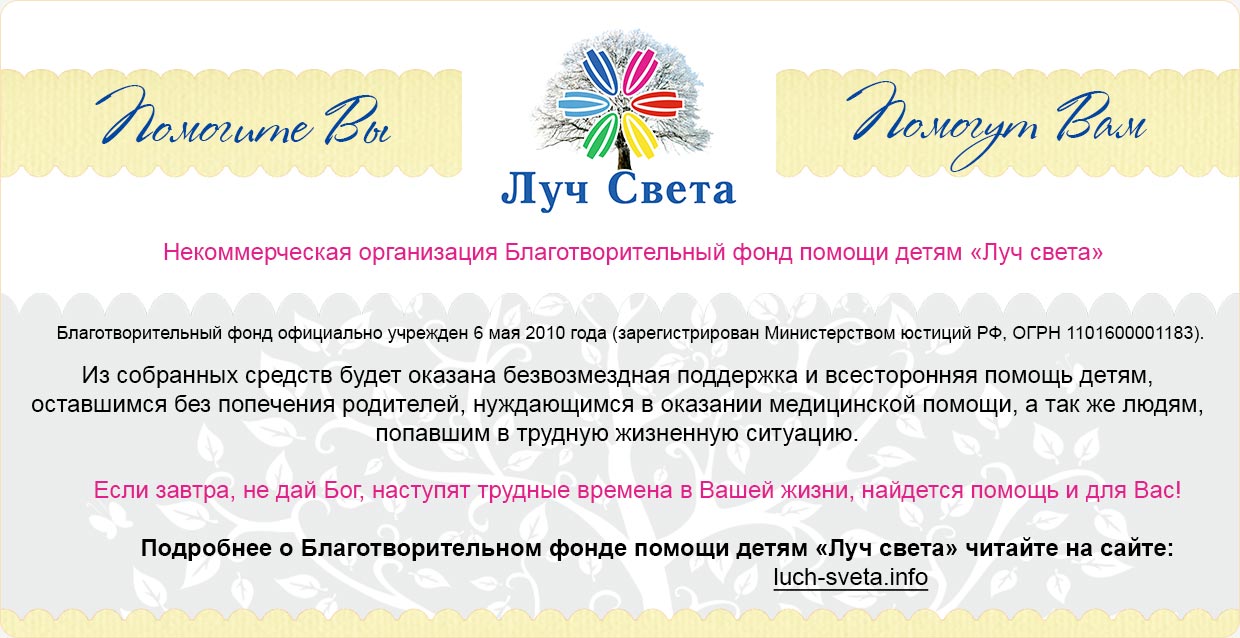 Помогите Вы
Помогут Вам
Луч Света
Некоммерческая организация Благотворительный фонд помощи детям «Луч света»
Благотворительный фонд официально учрежден 6 мая 2010 года (зарегистрирован Министерством юстиций РФ, ОГРН 1101600001183).
Из собранных средств будет оказана безвозмездная поддержка и всесторонняя помощь детям,
оставшимся без попечения родителей, нуждающимся в оказании медицинской помощи, а так же людям,
попавшим в трудную жизненную ситуацию.
Если завтра, не дай Бог, наступят трудные времена в Вашей жизни, найдется помощь и для Вас!
Подробнее о Благотворительном фонде помощи детям «Луч света» читайте на сайте:
luch-sveta.info